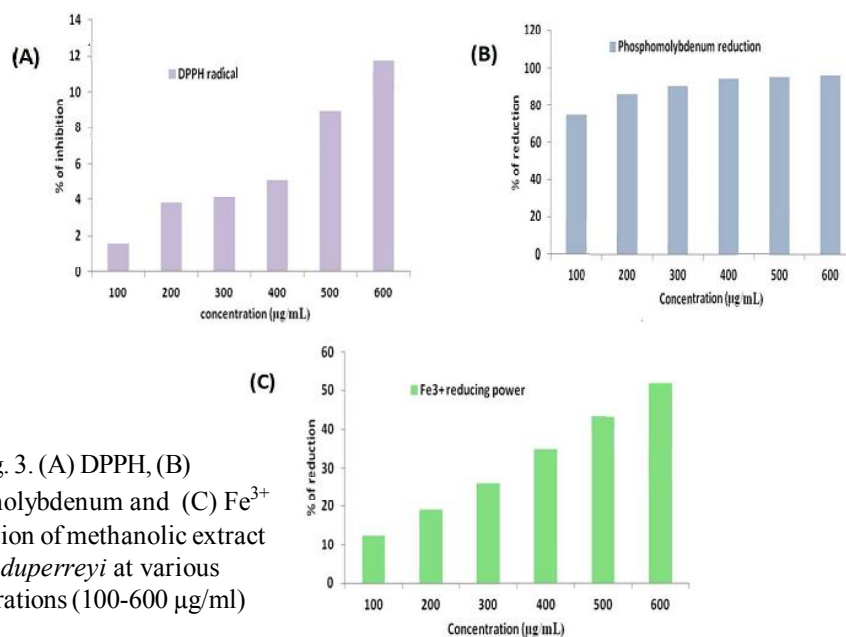 (A)
DPPH radical
% of inhibition
14
12
10
8
6
4
2
0
100 200 300 400 500 600
concentration (µg/mL)
(B)
Phosphomolybdenum reduction
% of reduction
120
100
80
60
40
20
0
100 200 300 400 500 600
Concentration (µg/mL)
(C)
Fe3+ reducing power
% of reduction
60
50
40
30
20
10
0
100 200 300 400 500 600
Concentration (µg/mL)
g. 3. (A) DPPH, (B)
nolybdenum and (C) Fe³⁺
tion of methanolic extract
duperreyi at various
rations (100-600 µg/ml)